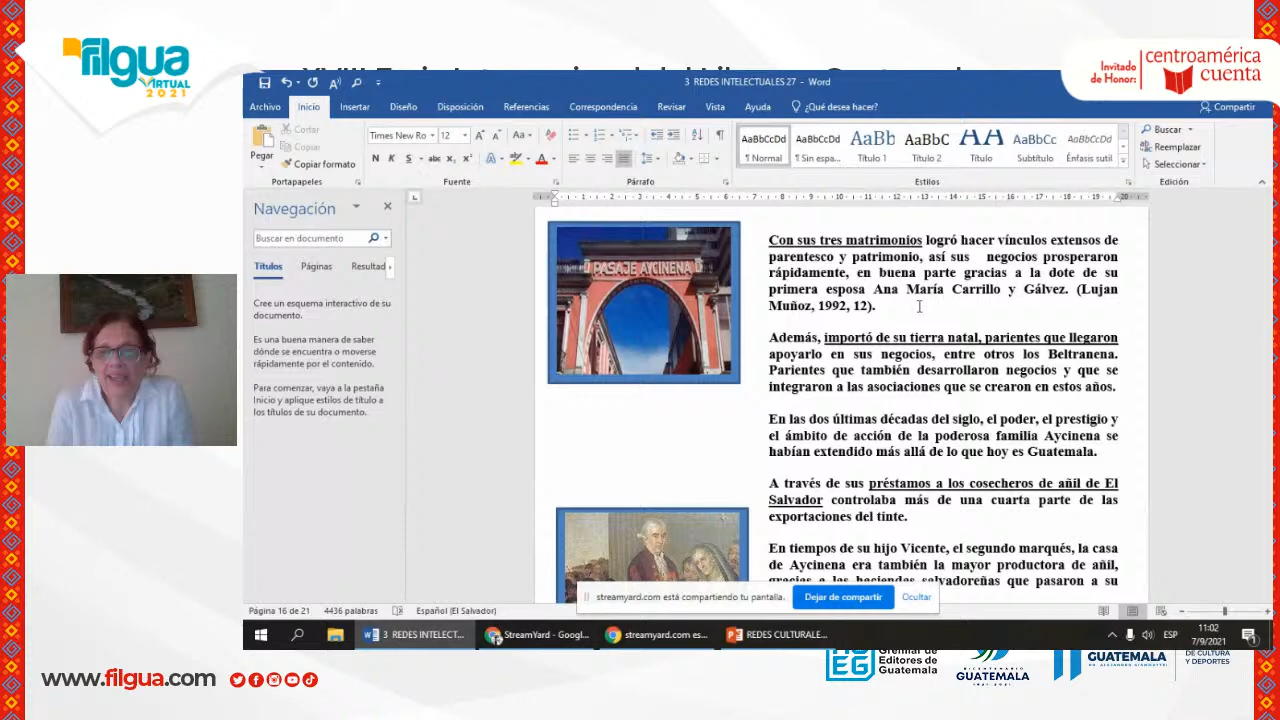 filgua
VIRTUAL
2021
Invitado
de Honor:
centroamérica
cuenta
3 REDES INTELECTUALES 27 - Word
Archivo Inicio Insertar Diseño Disposición Referencias Correspondencia Revisar Vista Ayuda ¿Qué desea hacer? Compartir
Pegar
Cortar
Copiar
Copiar formato
Portapapeles
Times New Ro 12
N K S abc
Fuente
Párrafo
AaBbCcDd AaBbCcDd AaBb AaBbC AA AaBbCc AaBbCcDd
¶ Normal ¶ Sin espa... Título 1 Título 2 Título Subtítulo Énfasis sutil
Estilos
Buscar
Reemplazar
Seleccionar
Edición
Navegación
Buscar en documento
Títulos Páginas Resultad
Cree un esquema interactivo de su
documento.
Es una buena manera de saber
dónde se encuentra o moverse
rápidamente por el contenido.
Para comenzar, vaya a la pestaña
Inicio y aplique estilos de título a
los títulos de su documento.
PASAJE AYCINENA
Con sus tres matrimonios logró hacer vínculos extensos de
parentesco y patrimonio, así sus negocios prosperaron
rápidamente, en buena parte gracias a la dote de su
primera esposa Ana María Carrillo y Gálvez. (Lujan
Muñoz, 1992, 12).
Además, importó de su tierra natal, parientes que llegaron
apoyarlo en sus negocios, entre otros los Beltranena.
Parientes que también desarrollaron negocios y que se
integraron a las asociaciones que se crearon en estos años.
En las dos últimas décadas del siglo, el poder, el prestigio y
el ámbito de acción de la poderosa familia Aycinena se
habían extendido más allá de lo que hoy es Guatemala.
A través de sus préstamos a los cosecheros de añil de El
Salvador controlaba más de una cuarta parte de las
exportaciones del tinte.
En tiempos de su hijo Vicente, el segundo marqués, la casa
de Aycinena era también la mayor productora de añil,
gracias a las haciendas salvadoreñas que pasaron a su
streamyard.com está compartiendo tu pantalla. Dejar de compartir Ocultar
Página 16 de 21 4436 palabras Español (El Salvador)
3 REDES INTELECT... StreamYard - Googl... streamyard.com es... REDES CULTURALE...
ESP
11:02
7/9/2021
www.filgua.com
Gremial de
Editores de
Guatemala
BICENTENARIO
GUATEMALA
GUATEMALA
DE CULTURA
Y DEPORTES